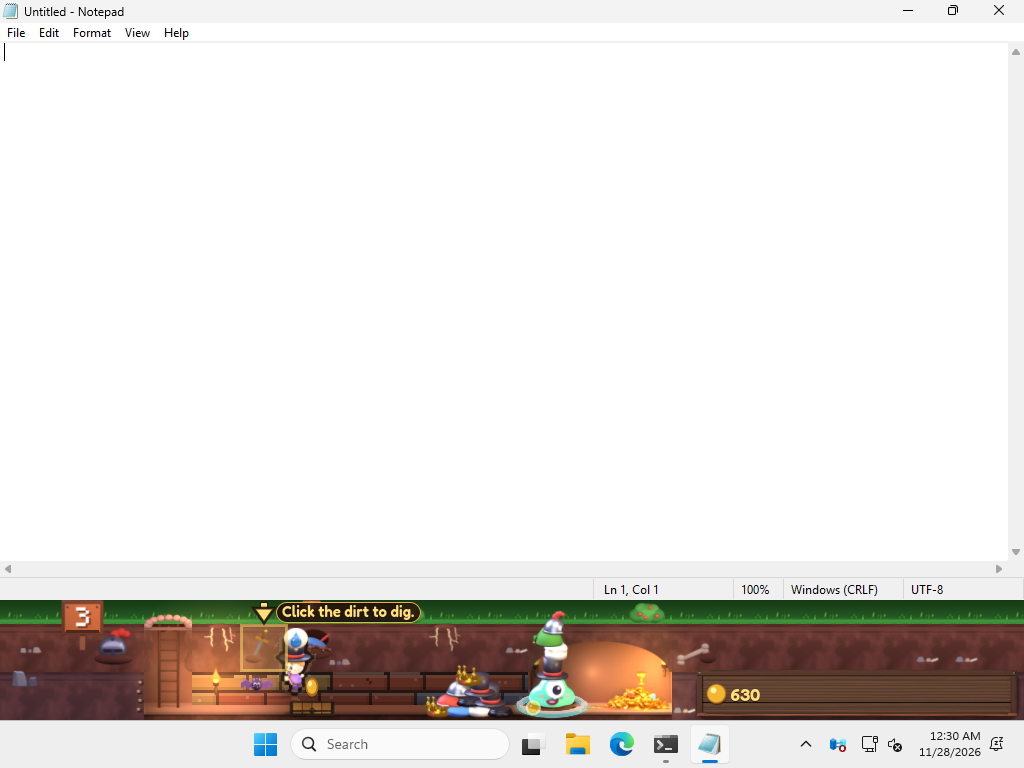 Untitled - Notepad
File Edit Format View Help
Ln 1, Col 1 100% Windows (CRLF) UTF-8
3
Click the dirt to dig.
630
Search
12:30 AM
11/28/2026